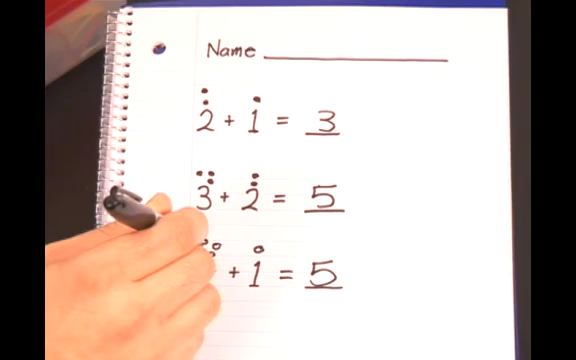 Name
2 + 1 = 3
3 + 2 = 5
+ 1 = 5